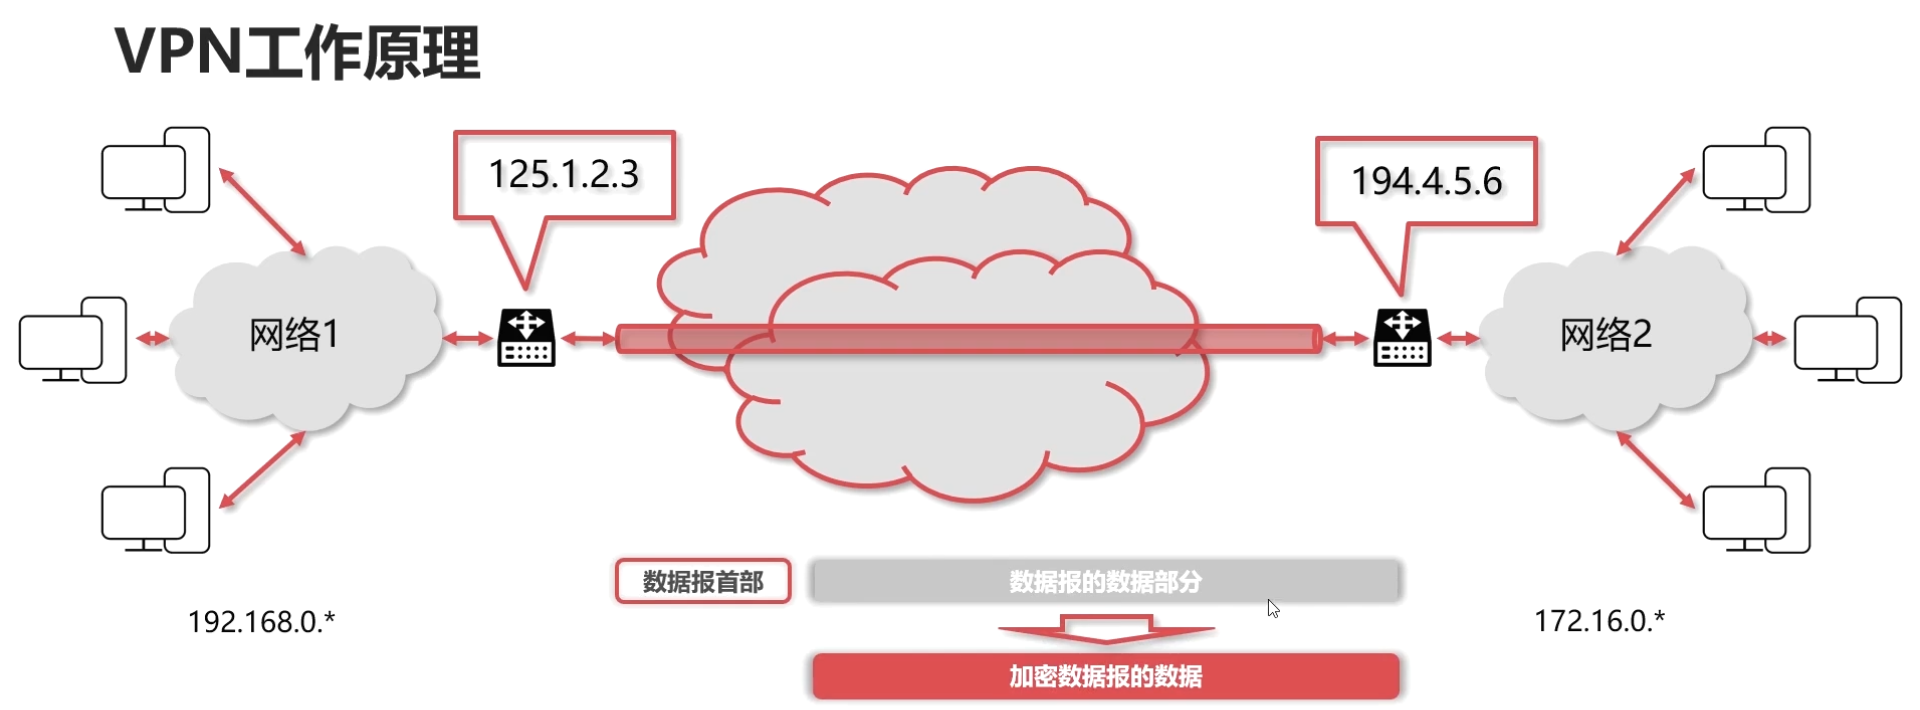 VPN工作原理
125.1.2.3
194.4.5.6
网络1
网络2
数据报首部
数据报的数据部分
192.168.0.*
172.16.0.*
加密数据报的数据